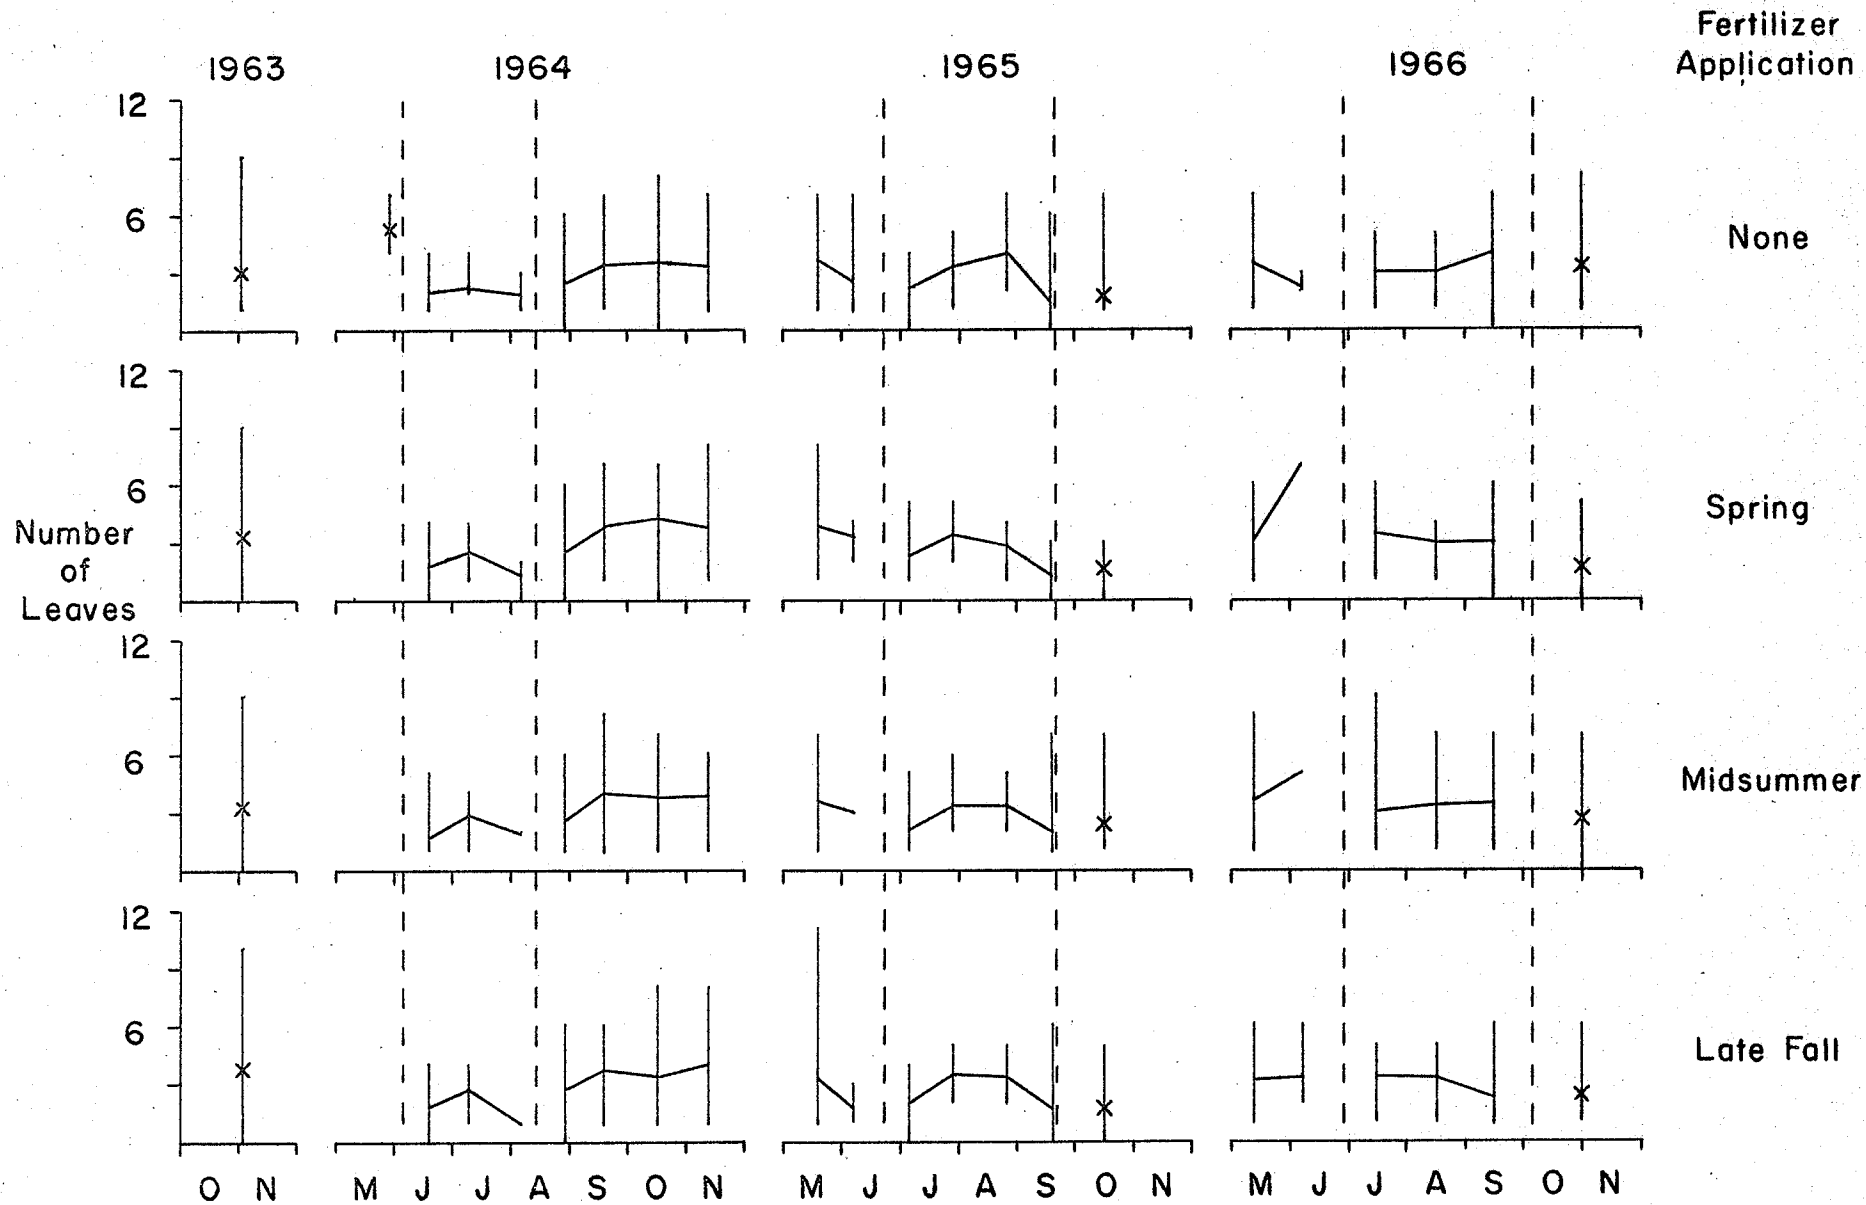 Fertilizer
Application
1963 1964 1965 1966
12
6
None
12
6
Spring
Number
of
Leaves
12
6
Midsummer
12
6
Late Fall
O N M J J A S O N M J J A S O N M J J A S O N